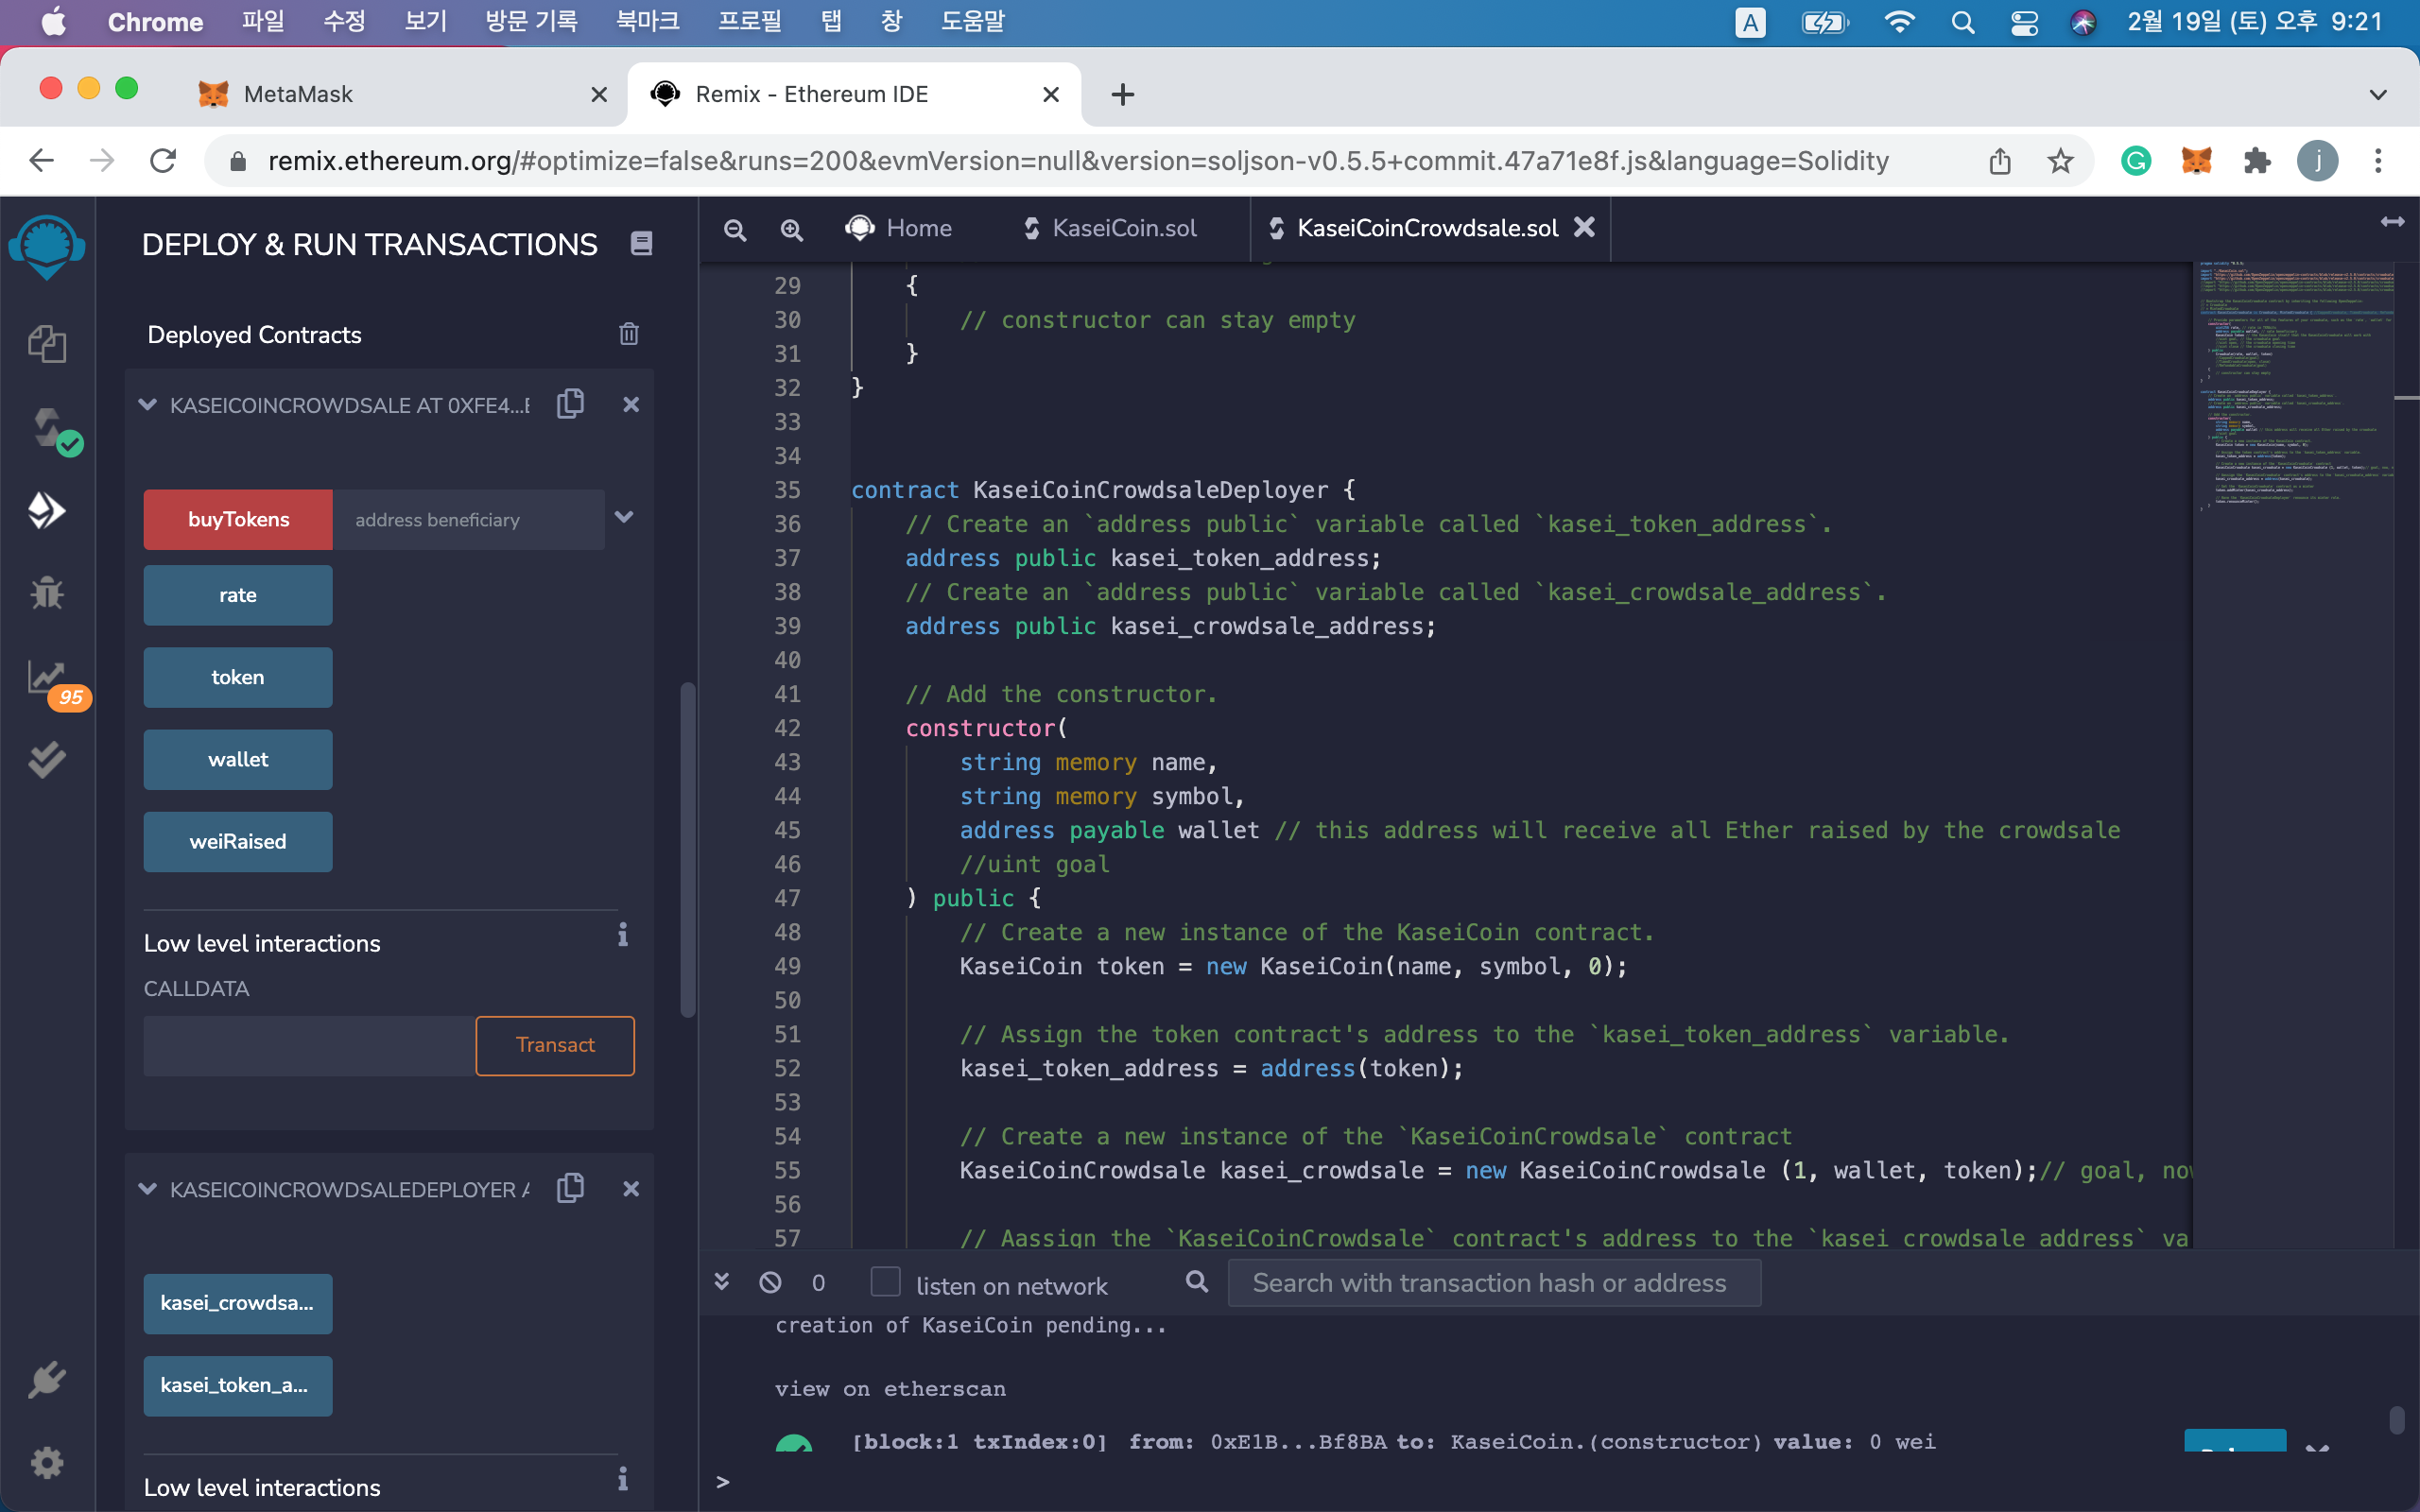 Chrome 파일 수정 보기 방문 기록 북마크 프로필 탭 창 도움말 A 2월 19일 (토) 오후 9:21
MetaMask
Remix - Ethereum IDE
remix.ethereum.org/#optimize=false&runs=200&evmVersion=null&version=soljson-v0.5.5+commit.47a71e8f.js&language=Solidity
j
DEPLOY & RUN TRANSACTIONS
Deployed Contracts
KASEICOINCROWDSALE AT 0XFE4...
buyTokens address beneficiary
rate
token
wallet
weiRaised
Low level interactions
CALLDATA
Transact
KASEICOINCROWDSALEDEPLOYER
kasei_crowdsa...
kasei_token_a...
Low level interactions
95
Home
KaseiCoin.sol
KaseiCoinCrowdsale.sol
29 {
30 // constructor can stay empty
31 }
32 }
33
34
35 contract KaseiCoinCrowdsaleDeployer {
36 // Create an `address public` variable called `kasei_token_address`.
37 address public kasei_token_address;
38 // Create an `address public` variable called `kasei_crowdsale_address`.
39 address public kasei_crowdsale_address;
40
41 // Add the constructor.
42 constructor(
43 string memory name,
44 string memory symbol,
45 address payable wallet // this address will receive all Ether raised by the crowdsale
46 //uint goal
47 ) public {
48 // Create a new instance of the KaseiCoin contract.
49 KaseiCoin token = new KaseiCoin(name, symbol, 0);
50
51 // Assign the token contract's address to the `kasei_token_address` variable.
52 kasei_token_address = address(token);
53
54 // Create a new instance of the `KaseiCoinCrowdsale` contract
55 KaseiCoinCrowdsale kasei_crowdsale = new KaseiCoinCrowdsale (1, wallet, token);// goal, no
56
57 // Aassign the `KaseiCoinCrowdsale` contract's address to the `kasei_crowdsale_address` va
0 listen on network Search with transaction hash or address
creation of KaseiCoin pending...
view on etherscan
[block:1 txIndex:0] from: 0xE1B...Bf8BA to: KaseiCoin.(constructor) value: 0 wei
>